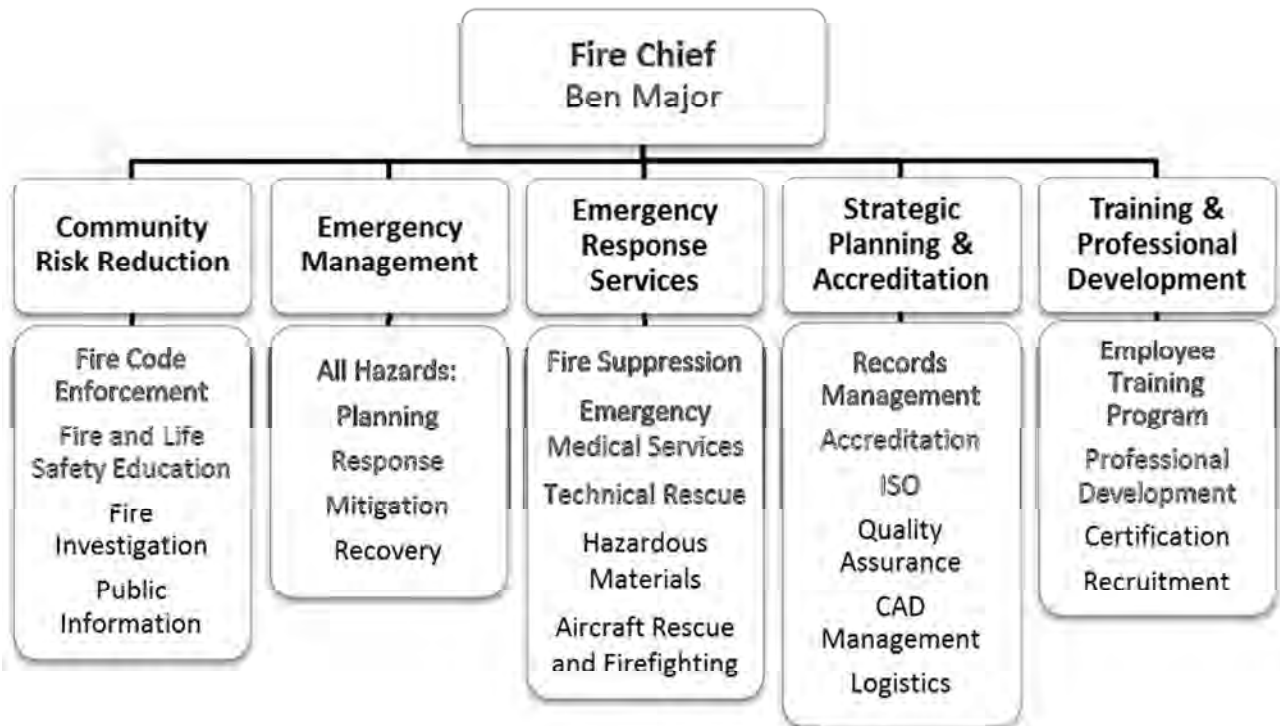 Fire Chief
Ben Major
Community
Risk Reduction
Fire Code
Enforcement
Fire and Life
Safety Education
Fire
Investigation
Public
Information
Emergency
Management
All Hazards:
Planning
Response
Mitigation
Recovery
Emergency
Response
Services
Fire Suppression
Emergency
Medical Services
Technical Rescue
Hazardous
Materials
Aircraft Rescue
and Firefighting
Strategic
Planning &
Accreditation
Records
Management
Accreditation
ISO
Quality
Assurance
CAD
Management
Logistics
Training &
Professional
Development
Employee
Training
Program
Professional
Development
Certification
Recruitment